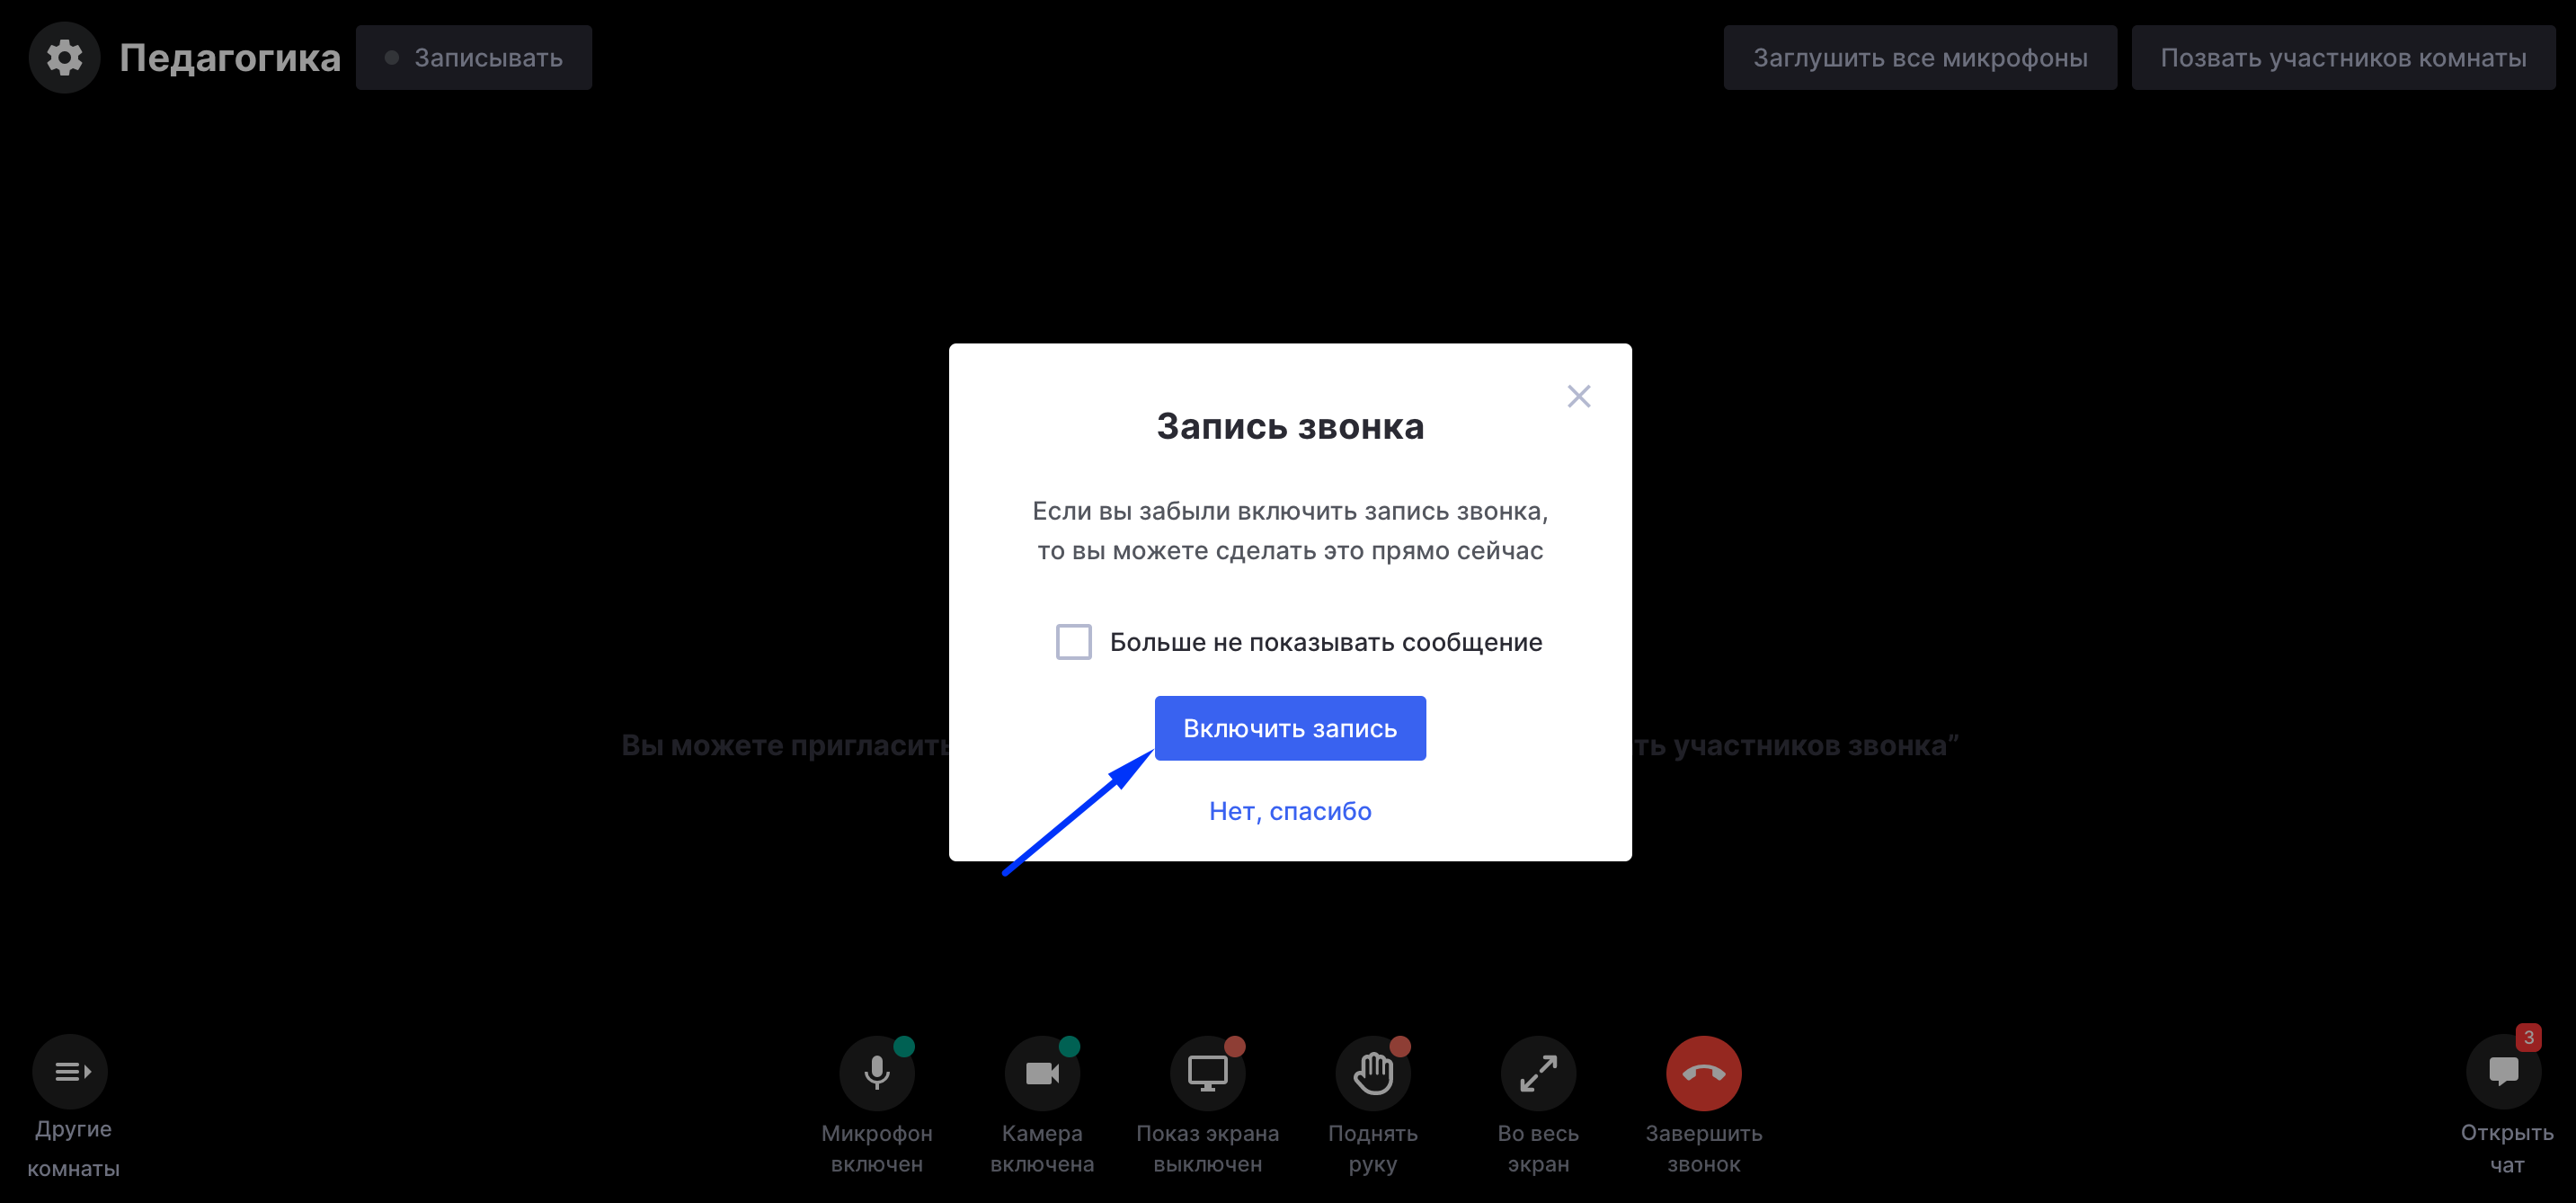 Педагогика
Записывать
Заглушить все микрофоны
Позвать участников комнаты
Запись звонка
Если вы забыли включить запись звонка,
то вы можете сделать это прямо сейчас
Больше не показывать сообщение
Включить запись
Вы можете пригласить
участников звонка”
Нет, спасибо
Другие
комнаты
Микрофон
включен
Камера
включена
Показ экрана
выключен
Поднять
руку
Во весь
экран
Завершить
звонок
3
Открыть
чат